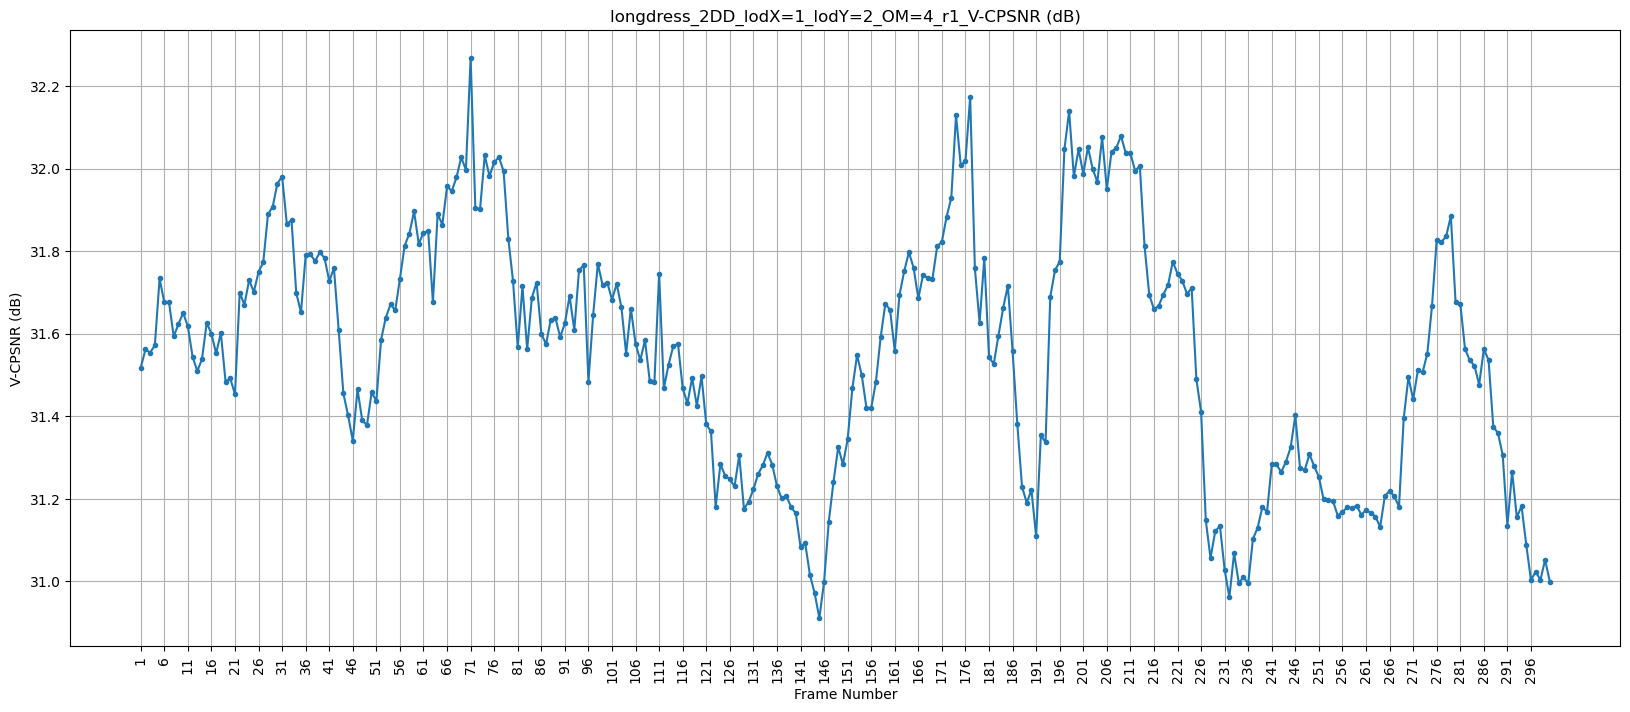 longdress_2DD_lodX=1_lodY=2_OM=4_r1_V-CPSNR (dB)
V-CPSNR (dB)
32.2
32.0
31.8
31.6
31.4
31.2
31.0
1 6 11 16 21 26 31 36 41 46 51 56 61 66 71 76 81 86 91 96 101 106 111 116 121 126 131 136 141 146 151 156 161 166 171 176 181 186 191 196 201 206 211 216 221 226 231 236 241 246 251 256 261 266 271 276 281 286 291 296
Frame Number